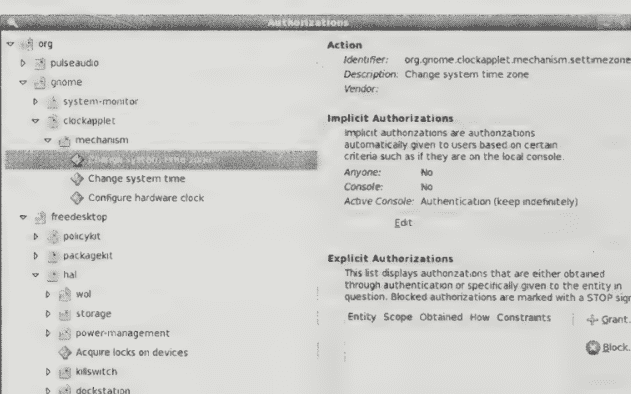 Authorizations
org
pulseaudio
gnome
system-monitor
clockapplet
mechanism
Change system time zone
Change system time
Configure hardware clock
freedesktop
policykit
packagekit
hal
wol
storage
power-management
Acquire locks on devices
killswitch
dockstation
Action
Identifier: org.gnome.clockapplet.mechanism.settimezone
Description: Change system time zone
Vendor:
Implicit Authorizations
Implicit authorizations are authorizations
automatically given to users based on certain
criteria such as if they are on the local console.
Anyone: No
Console: No
Active Console: Authentication (keep indefinitely)
Edit
Explicit Authorizations
This list displays authorizations that are either obtained
through authentication or specifically given to the entity in
question. Blocked authorizations are marked with a STOP sign
Entity Scope Obtained How Constraints
Grant.
Block.